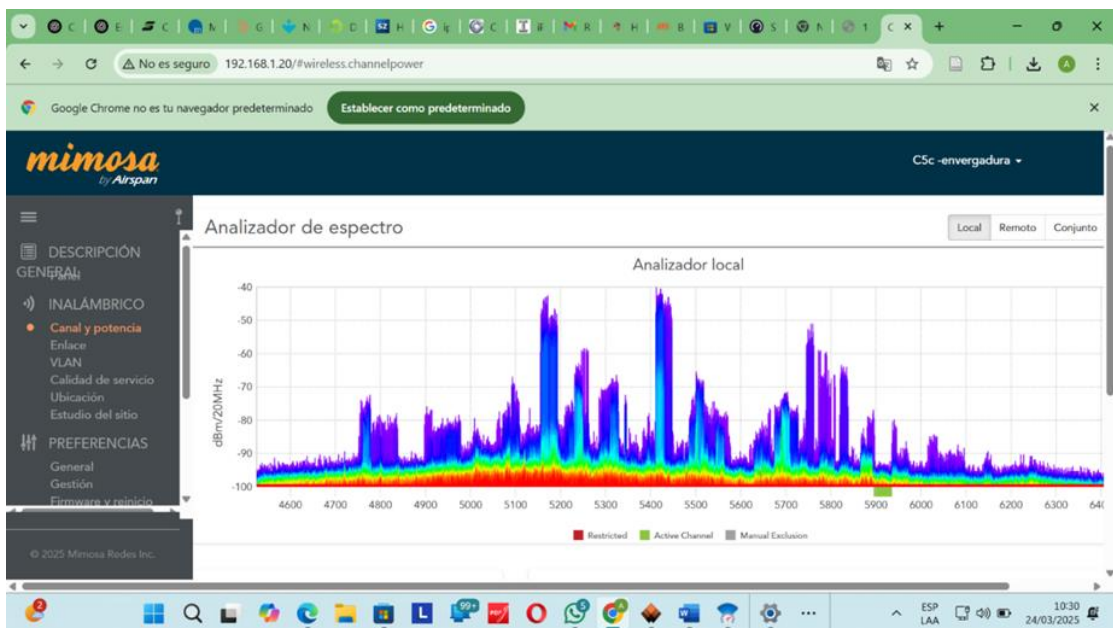 No es seguro 192.168.1.20/#wireless.channelpower
Google Chrome no es tu navegador predeterminado Establecer como predeterminado
mimosa
by Airspan
C5c -envergadura
Analizador de espectro
Local Remoto Conjunto
DESCRIPCIÓN
GENERAL
Panel
INALÁMBRICO
Canal y potencia
Enlace
VLAN
Calidad de servicio
Ubicación
Estudio del sitio
PREFERENCIAS
General
Gestión
Firmware y reinicio
© 2025 Mimosa Redes Inc.
Analizador local
dBm/20MHz
-40
-50
-60
-70
-80
-90
-100
4600 4700 4800 4900 5000 5100 5200 5300 5400 5500 5600 5700 5800 5900 6000 6100 6200 6300 640
Restricted Active Channel Manual Exclusion
2
99+
ESP
LAA
10:30
24/03/2025